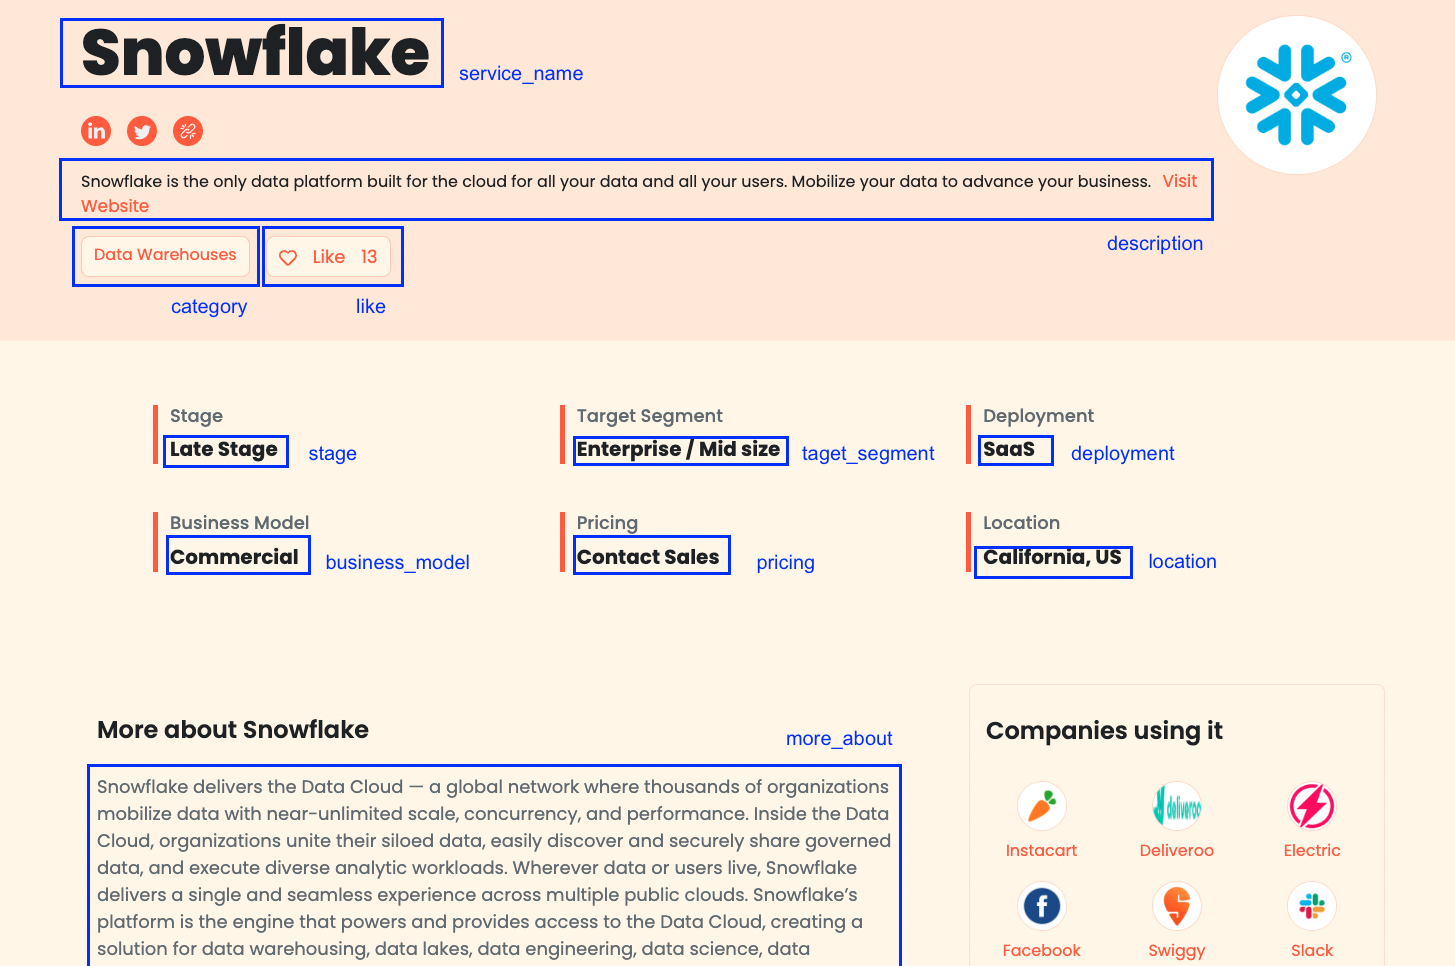 Snowflake
service_name
®
in
Snowflake is the only data platform built for the cloud for all your data and all your users. Mobilize your data to advance your business. Visit
Website
description
Data Warehouses
Like 13
category
like
Stage
Late Stage
stage
Target Segment
Enterprise / Mid size
taget_segment
Deployment
SaaS
deployment
Business Model
Commercial
business_model
Pricing
Contact Sales
pricing
Location
California, US
location
More about Snowflake
more_about
Snowflake delivers the Data Cloud — a global network where thousands of organizations
mobilize data with near-unlimited scale, concurrency, and performance. Inside the Data
Cloud, organizations unite their siloed data, easily discover and securely share governed
data, and execute diverse analytic workloads. Wherever data or users live, Snowflake
delivers a single and seamless experience across multiple public clouds. Snowflake’s
platform is the engine that powers and provides access to the Data Cloud, creating a
solution for data warehousing, data lakes, data engineering, data science, data
Companies using it
deliveroo
Instacart
Deliveroo
Electric
f
Facebook
Swiggy
Slack